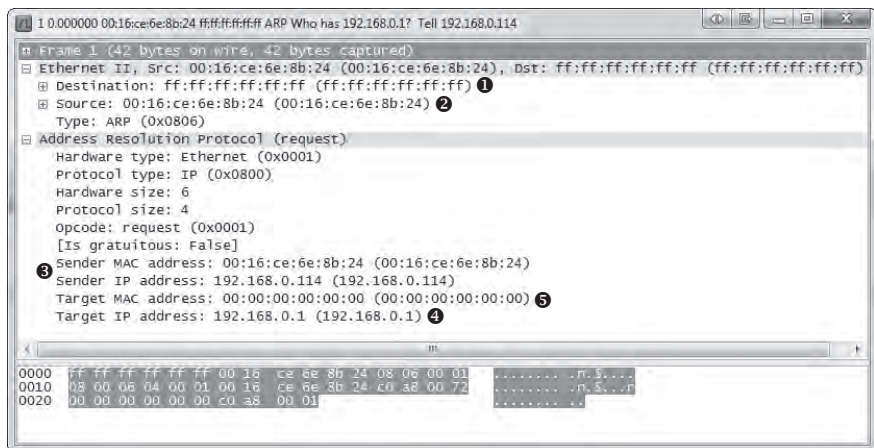 1 0.000000 00:16:ce:6e:8b:24 ff:ff:ff:ff:ff:ff ARP Who has 192.168.0.1? Tell 192.168.0.114
Frame 1 (42 bytes on wire, 42 bytes captured)
Ethernet II, Src: 00:16:ce:6e:8b:24 (00:16:ce:6e:8b:24), Dst: ff:ff:ff:ff:ff:ff (ff:ff:ff:ff:ff:ff)
Destination: ff:ff:ff:ff:ff:ff (ff:ff:ff:ff:ff:ff) ❶
Source: 00:16:ce:6e:8b:24 (00:16:ce:6e:8b:24) ❷
Type: ARP (0x0806)
Address Resolution Protocol (request)
Hardware type: Ethernet (0x0001)
Protocol type: IP (0x0800)
Hardware size: 6
Protocol size: 4
Opcode: request (0x0001)
[Is gratuitous: False]
❸ Sender MAC address: 00:16:ce:6e:8b:24 (00:16:ce:6e:8b:24)
Sender IP address: 192.168.0.114 (192.168.0.114)
Target MAC address: 00:00:00:00:00:00 (00:00:00:00:00:00) ❺
Target IP address: 192.168.0.1 (192.168.0.1) ❹
0000 ff ff ff ff ff ff 00 16 ce 6e 8b 24 08 06 00 01 ........ .n.$....
0010 08 00 06 04 00 01 00 16 ce 6e 8b 24 c0 a8 00 72 ........ .n.$...r
0020 00 00 00 00 00 00 c0 a8 00 01 ........ ..